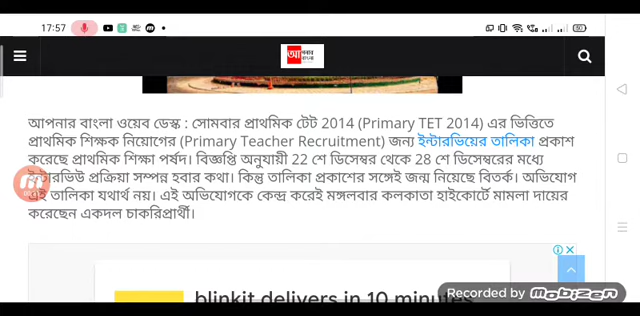 17:57
আপনার
বাংলা
আপনার বাংলা ওয়েব ডেস্ক : সোমবার প্রাথমিক টেট 2014 (Primary TET 2014) এর ভিত্তিতে
প্রাথমিক শিক্ষক নিয়োগের (Primary Teacher Recruitment) জন্য ইন্টারভিয়ের তালিকা প্রকাশ
করেছে প্রাথমিক শিক্ষা পর্ষদ। বিজ্ঞপ্তি অনুযায়ী 22 শে ডিসেম্বর থেকে 28 শে ডিসেম্বরের মধ্যে
ইন্টারভিউ প্রক্রিয়া সম্পন্ন হবার কথা। কিন্তু তালিকা প্রকাশের সঙ্গেই জন্ম নিয়েছে বিতর্ক। অভিযোগ
এই তালিকা যথার্থ নয়। এই অভিযোগকে কেন্দ্র করেই মঙ্গলবার কলকাতা হাইকোর্টে মামলা দায়ের
করেছেন একদল চাকরিপ্রার্থী।
blinkit delivers in 10 minutes
Recorded by mobizen